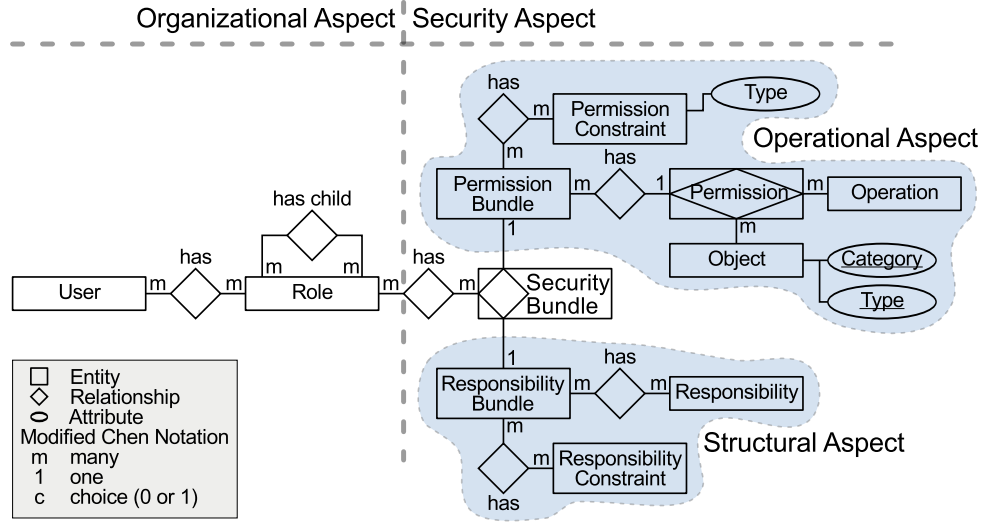 Organizational Aspect
Security Aspect
has
m
Permission
Constraint
Type
Operational Aspect
m
has
Permission
Bundle
m
1
Permission
m
Operation
1
m
Object
Category
Type
has child
m
m
User
m
has
m
Role
m
has
m
Security
Bundle
1
Responsibility
Bundle
m
has
m
Responsibility
Structural Aspect
m
m
Responsibility
Constraint
has
Entity
Relationship
Attribute
Modified Chen Notation
m many
1 one
c choice (0 or 1)